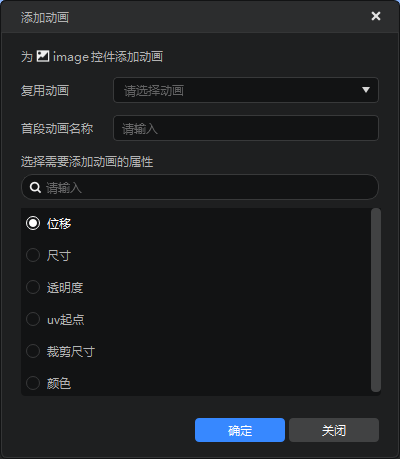 添加动画
为 image 控件添加动画
复用动画 请选择动画
首段动画名称 请输入
选择需要添加动画的属性
请输入
位移
尺寸
透明度
uv起点
裁剪尺寸
颜色
确定 关闭